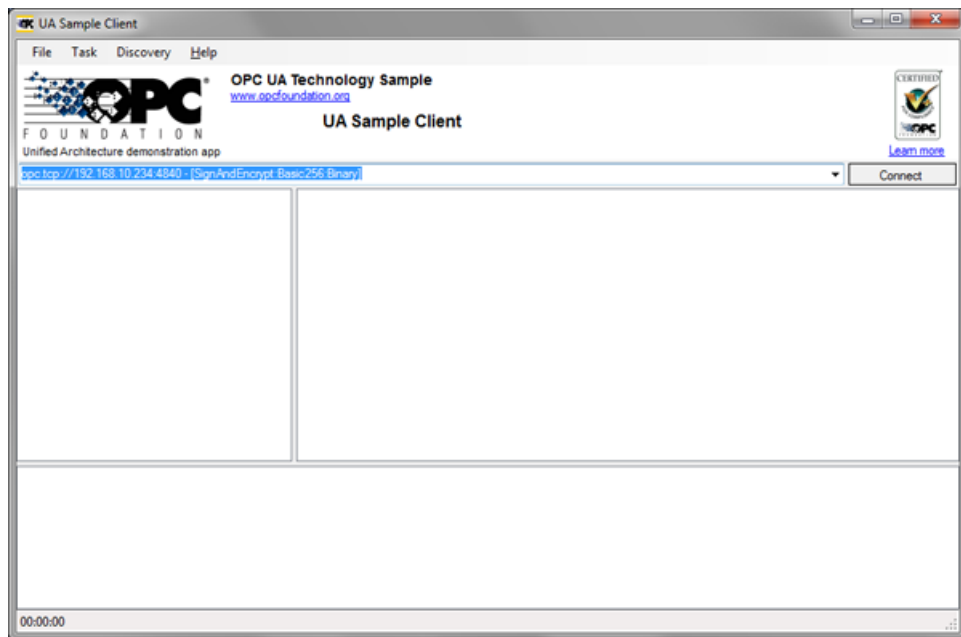 UA Sample Client
File Task Discovery Help
OPC
FOUNDATION
Unified Architecture demonstration app
OPC UA Technology Sample
www.opcfoundation.org
UA Sample Client
CERTIFIED
OPC
Learn more
opc.tcp://192.168.10.234:4840 - [SignAndEncrypt:Basic256:Binary]
Connect
00:00:00